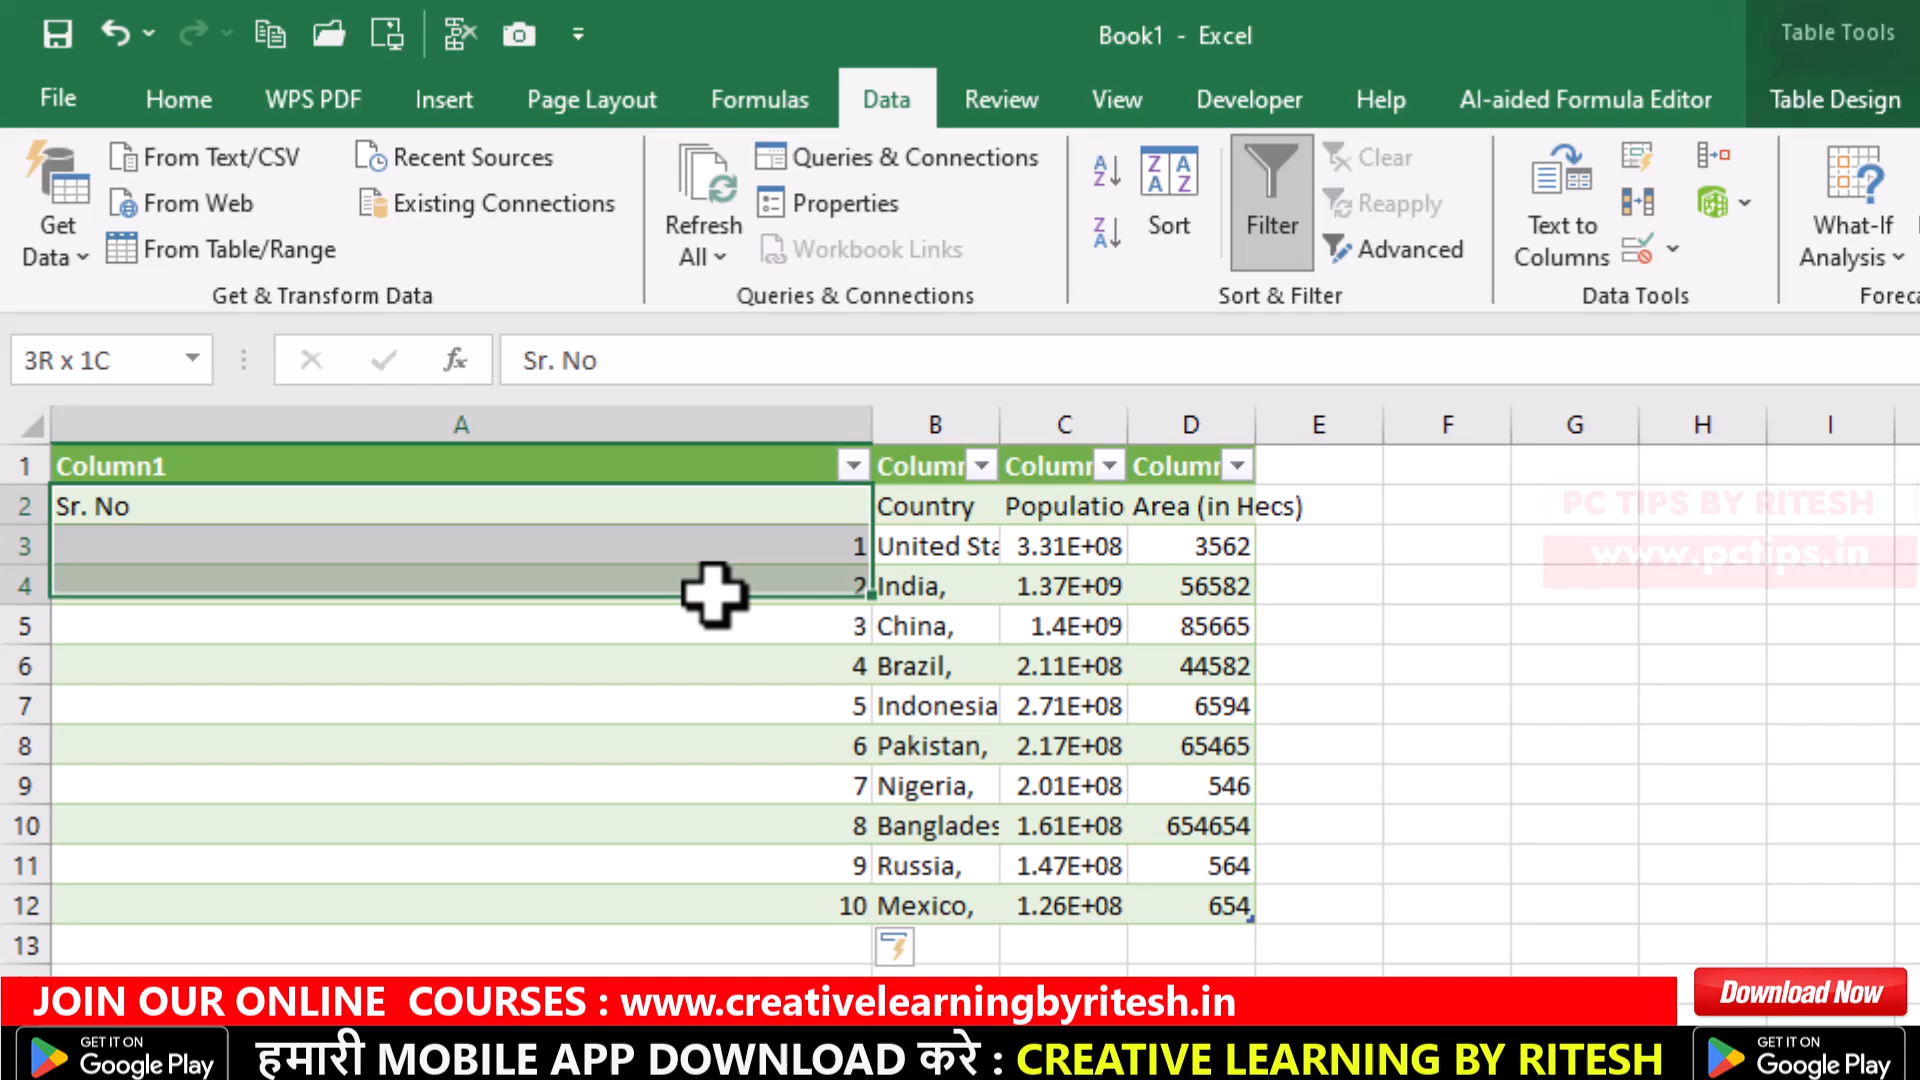 Book1 - Excel
Table Tools
File Home WPS PDF Insert Page Layout Formulas Data Review View Developer Help AI-aided Formula Editor Table Design
Get Data
From Text/CSV
From Web
From Table/Range
Recent Sources
Existing Connections
Get & Transform Data
Refresh All
Queries & Connections
Properties
Workbook Links
Queries & Connections
Sort
Filter
Clear
Reapply
Advanced
Sort & Filter
Text to Columns
Data Tools
What-If Analysis
Foreca
3R x 1C fx Sr. No
A B C D E F G H I
1 Column1 Column Column Column
2 Sr. No Country Populatio Area (in Hecs)
3 1 United Sta 3.31E+08 3562
4 2 India, 1.37E+09 56582
5 3 China, 1.4E+09 85665
6 4 Brazil, 2.11E+08 44582
7 5 Indonesia 2.71E+08 6594
8 6 Pakistan, 2.17E+08 65465
9 7 Nigeria, 2.01E+08 546
10 8 Banglades 1.61E+08 654654
11 9 Russia, 1.47E+08 564
12 10 Mexico, 1.26E+08 654
13
PC TIPS BY RITESH
www.pctips.in
JOIN OUR ONLINE COURSES : www.creativelearningbyritesh.in
Download Now
GET IT ON Google Play
हमारी MOBILE APP DOWNLOAD करे : CREATIVE LEARNING BY RITESH
GET IT ON Google Play